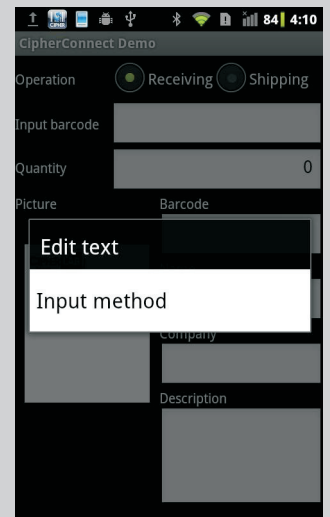 84 4:10
CipherConnect Demo
Operation Receiving Shipping
Input barcode
Quantity 0
Picture Barcode
Edit text
Input method
Company
Description